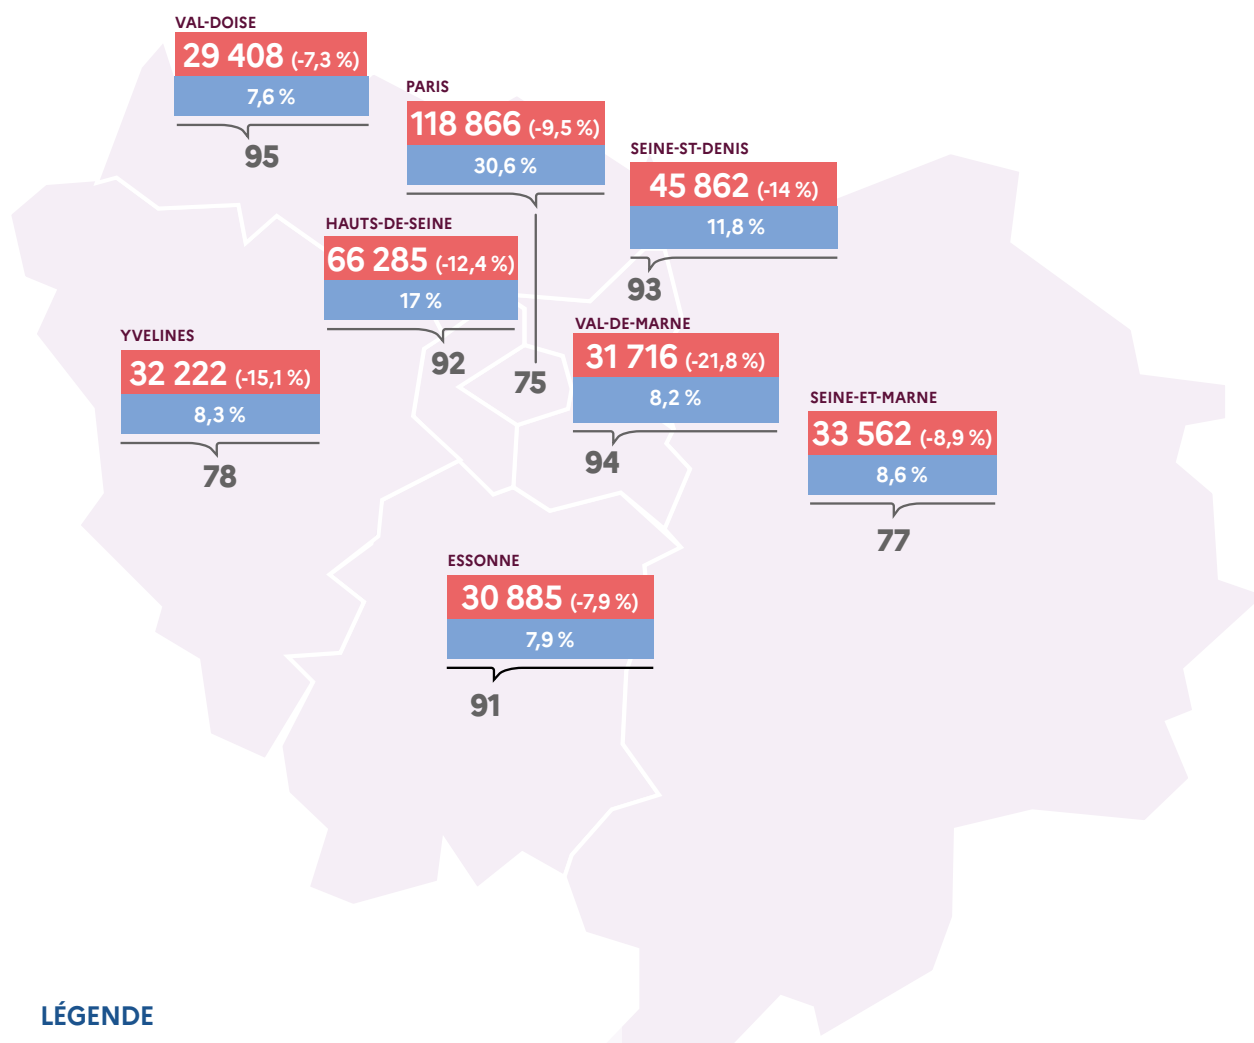 VAL-DOISE
29 408 (-7,3 %)
7,6 %
95
PARIS
118 866 (-9,5 %)
30,6 %
75
SEINE-ST-DENIS
45 862 (-14 %)
11,8 %
93
HAUTS-DE-SEINE
66 285 (-12,4 %)
17 %
92
VAL-DE-MARNE
31 716 (-21,8 %)
8,2 %
94
YVELINES
32 222 (-15,1 %)
8,3 %
78
SEINE-ET-MARNE
33 562 (-8,9 %)
8,6 %
77
ESSONNE
30 885 (-7,9 %)
7,9 %
91
LÉGENDE